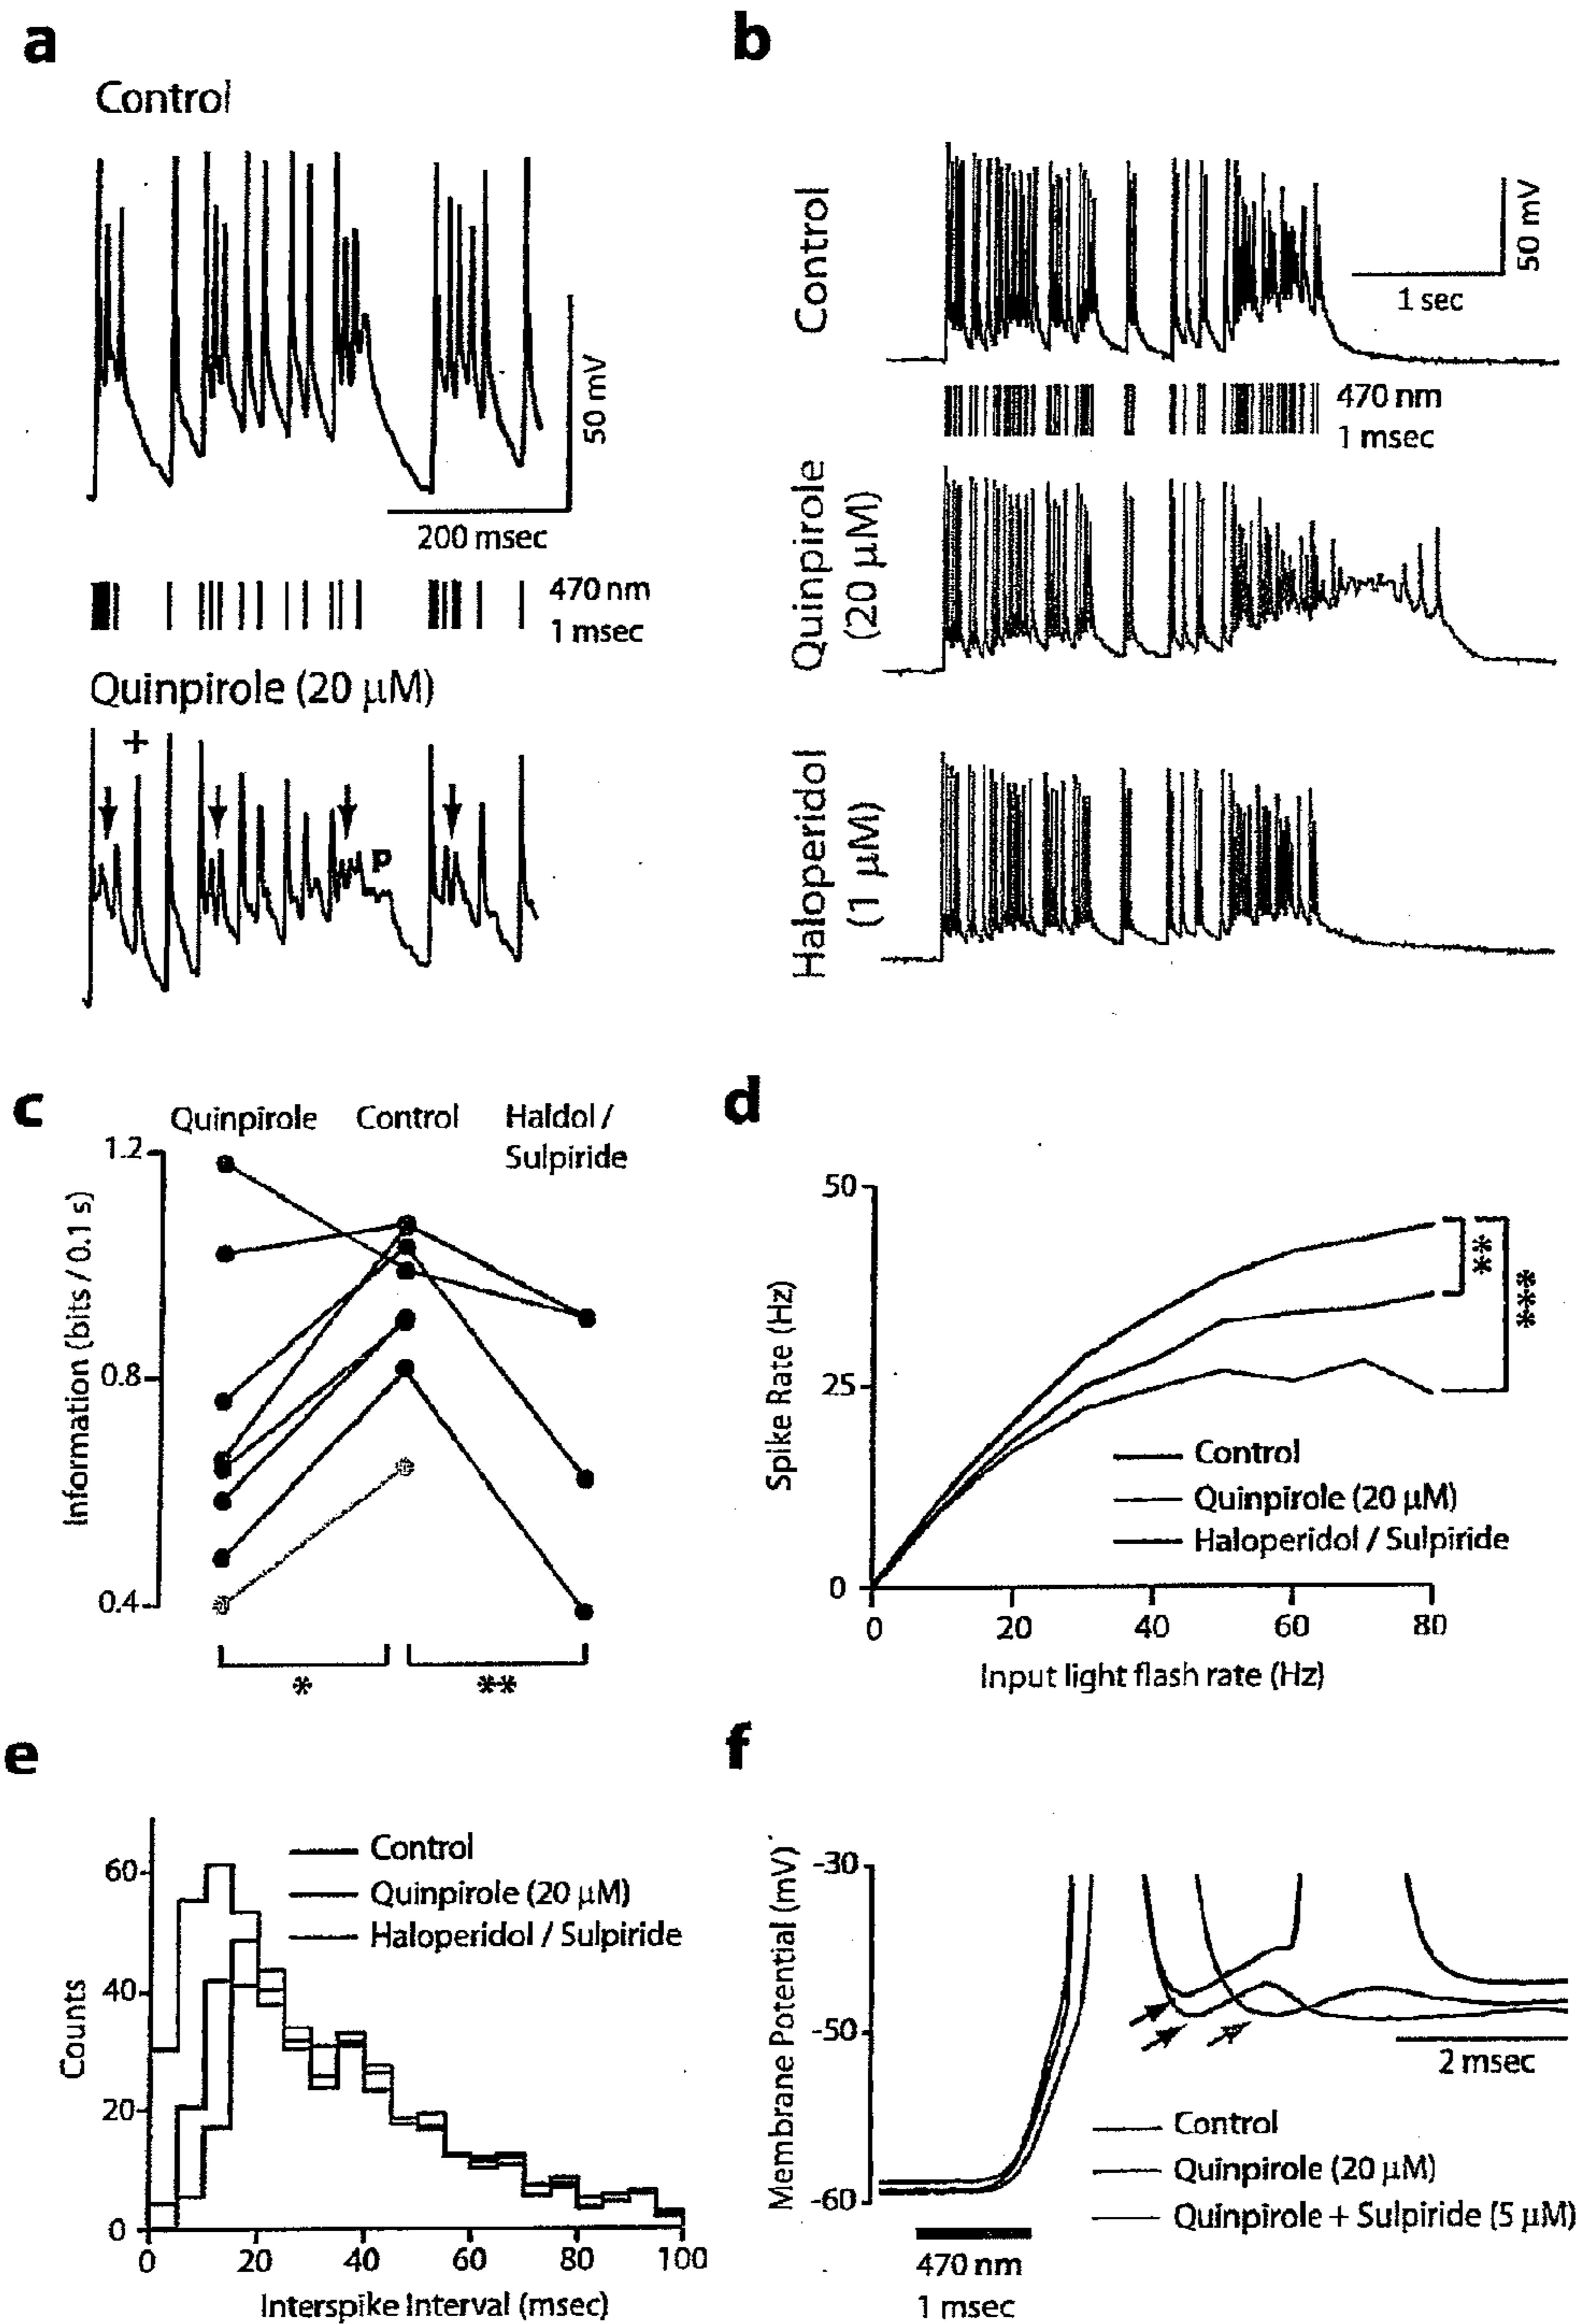 a
Control
50 mV
200 msec
470 nm
1 msec
Quinpirole (20 µM)
+
P
b
Control
50 mV
1 sec
470 nm
1 msec
Quinpirole
(20 µM)
Haloperidol
(1 µM)
c
Quinpirole
Control
Haldol /
Sulpiride
1.2
0.8
0.4
Information (bits / 0.1 s)
*
**
d
50
25
0
Spike Rate (Hz)
**
***
Control
Quinpirole (20 µM)
Haloperidol / Sulpiride
0 20 40 60 80
Input light flash rate (Hz)
e
60
40
20
0
Counts
Control
Quinpirole (20 µM)
Haloperidol / Sulpiride
0 20 40 60 80 100
Interspike Interval (msec)
f
-30
-50
-60
Membrane Potential (mV)
2 msec
Control
Quinpirole (20 µM)
Quinpirole + Sulpiride (5 µM)
470 nm
1 msec